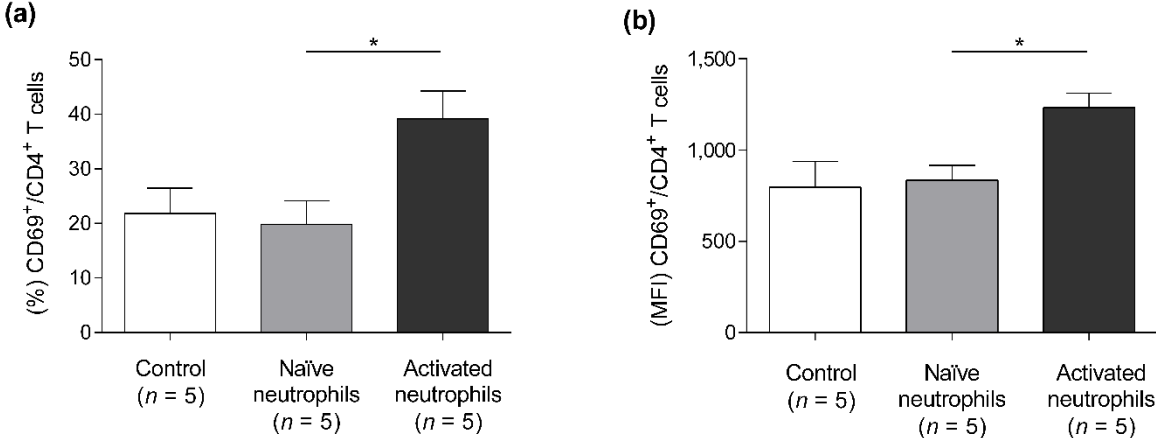 (a)
(%) CD69⁺/CD4⁺ T cells
50
40
30
20
10
0
*
Control
(n = 5)
Naïve
neutrophils
(n = 5)
Activated
neutrophils
(n = 5)
(b)
(MFI) CD69⁺/CD4⁺ T cells
1,500
1,000
500
0
*
Control
(n = 5)
Naïve
neutrophils
(n = 5)
Activated
neutrophils
(n = 5)